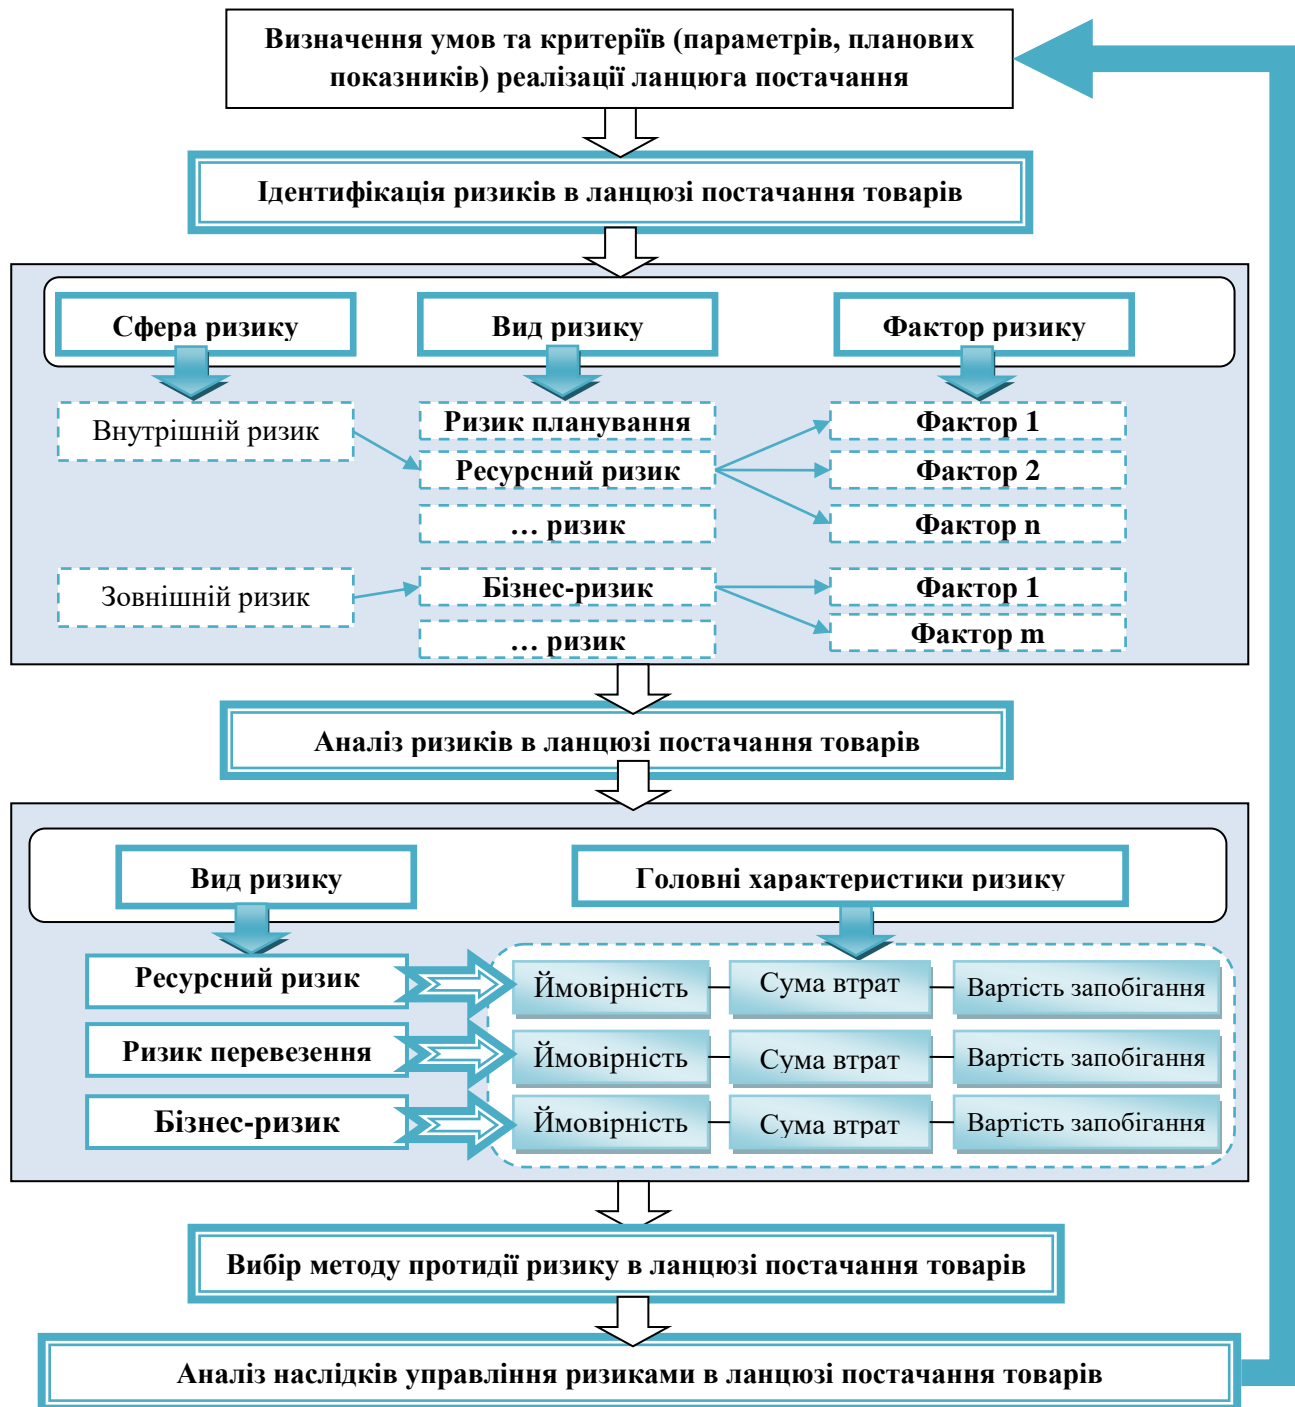 Визначення умов та критеріїв (параметрів, планових
показників) реалізації ланцюга постачання
Ідентифікація ризиків в ланцюзі постачання товарів
Сфера ризику
Вид ризику
Фактор ризику
Внутрішній ризик
Ризик планування
Фактор 1
Ресурсний ризик
Фактор 2
... ризик
Фактор n
Зовнішній ризик
Бізнес-ризик
Фактор 1
... ризик
Фактор m
Аналіз ризиків в ланцюзі постачання товарів
Вид ризику
Головні характеристики ризику
Ресурсний ризик
Ймовірність
Сума втрат
Вартість запобігання
Ризик перевезення
Ймовірність
Сума втрат
Вартість запобігання
Бізнес-ризик
Ймовірність
Сума втрат
Вартість запобігання
Вибір методу протидії ризику в ланцюзі постачання товарів
Аналіз наслідків управління ризиками в ланцюзі постачання товарів